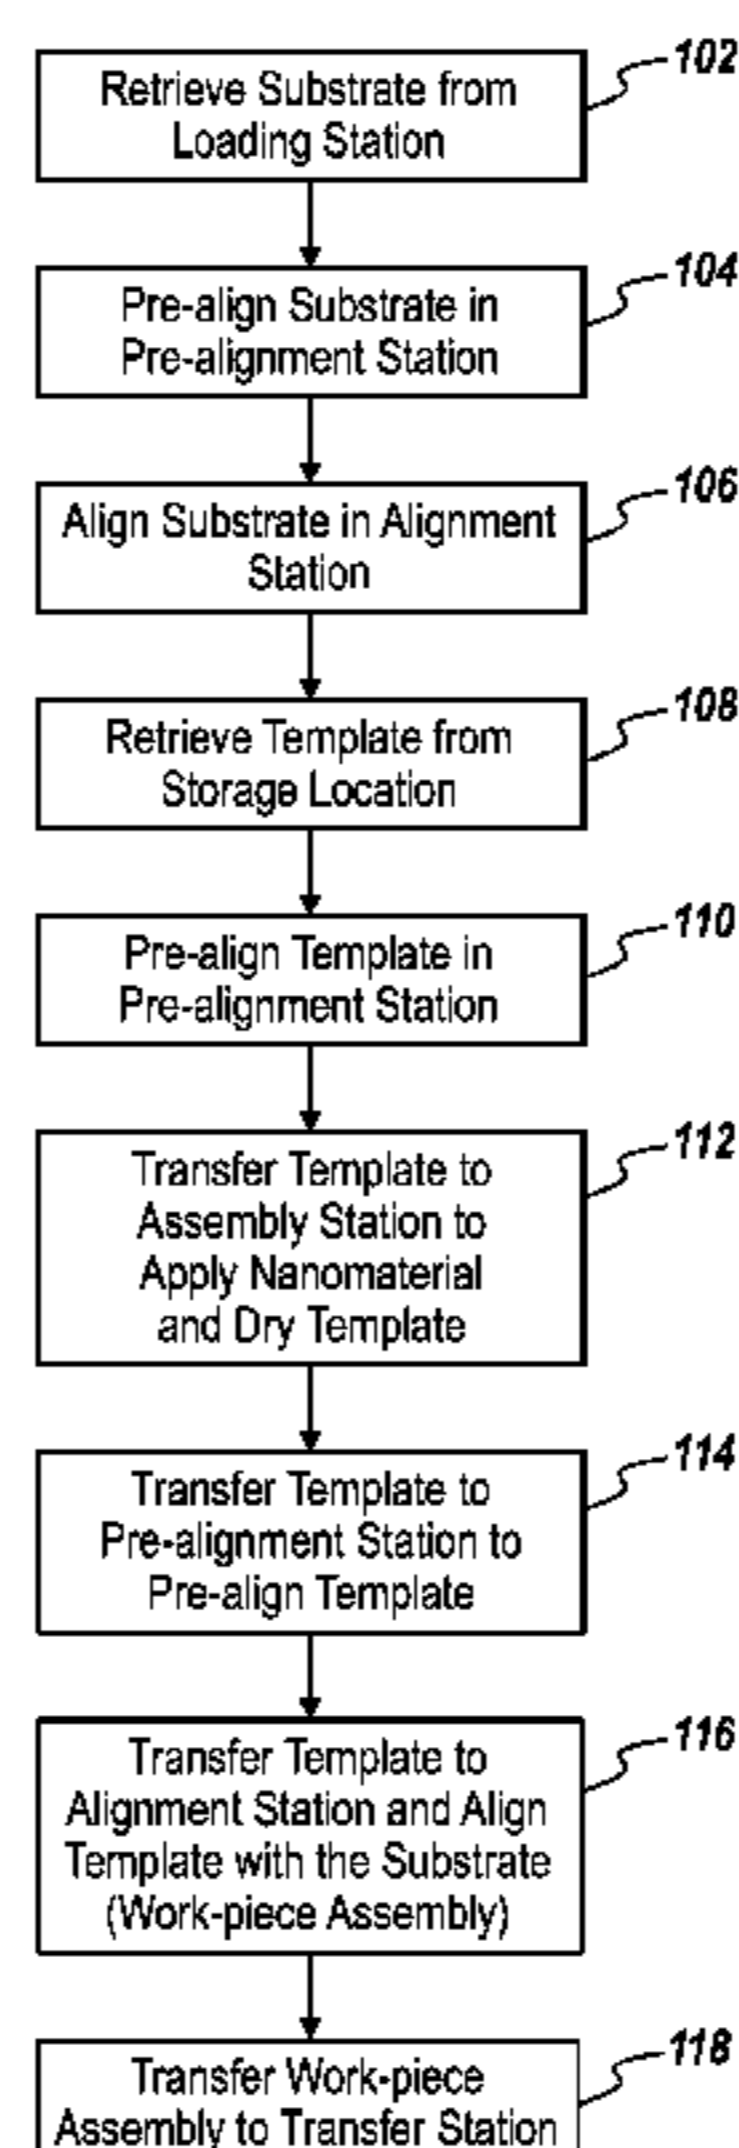 102
Retrieve Substrate from
Loading Station
104
Pre-align Substrate in
Pre-alignment Station
106
Align Substrate in Alignment
Station
108
Retrieve Template from
Storage Location
110
Pre-align Template in
Pre-alignment Station
112
Transfer Template to
Assembly Station to
Apply Nanomaterial
and Dry Template
114
Transfer Template to
Pre-alignment Station to
Pre-align Template
116
Transfer Template to
Alignment Station and Align
Template with the Substrate
(Work-piece Assembly)
118
Transfer Work-piece
Assembly to Transfer Station